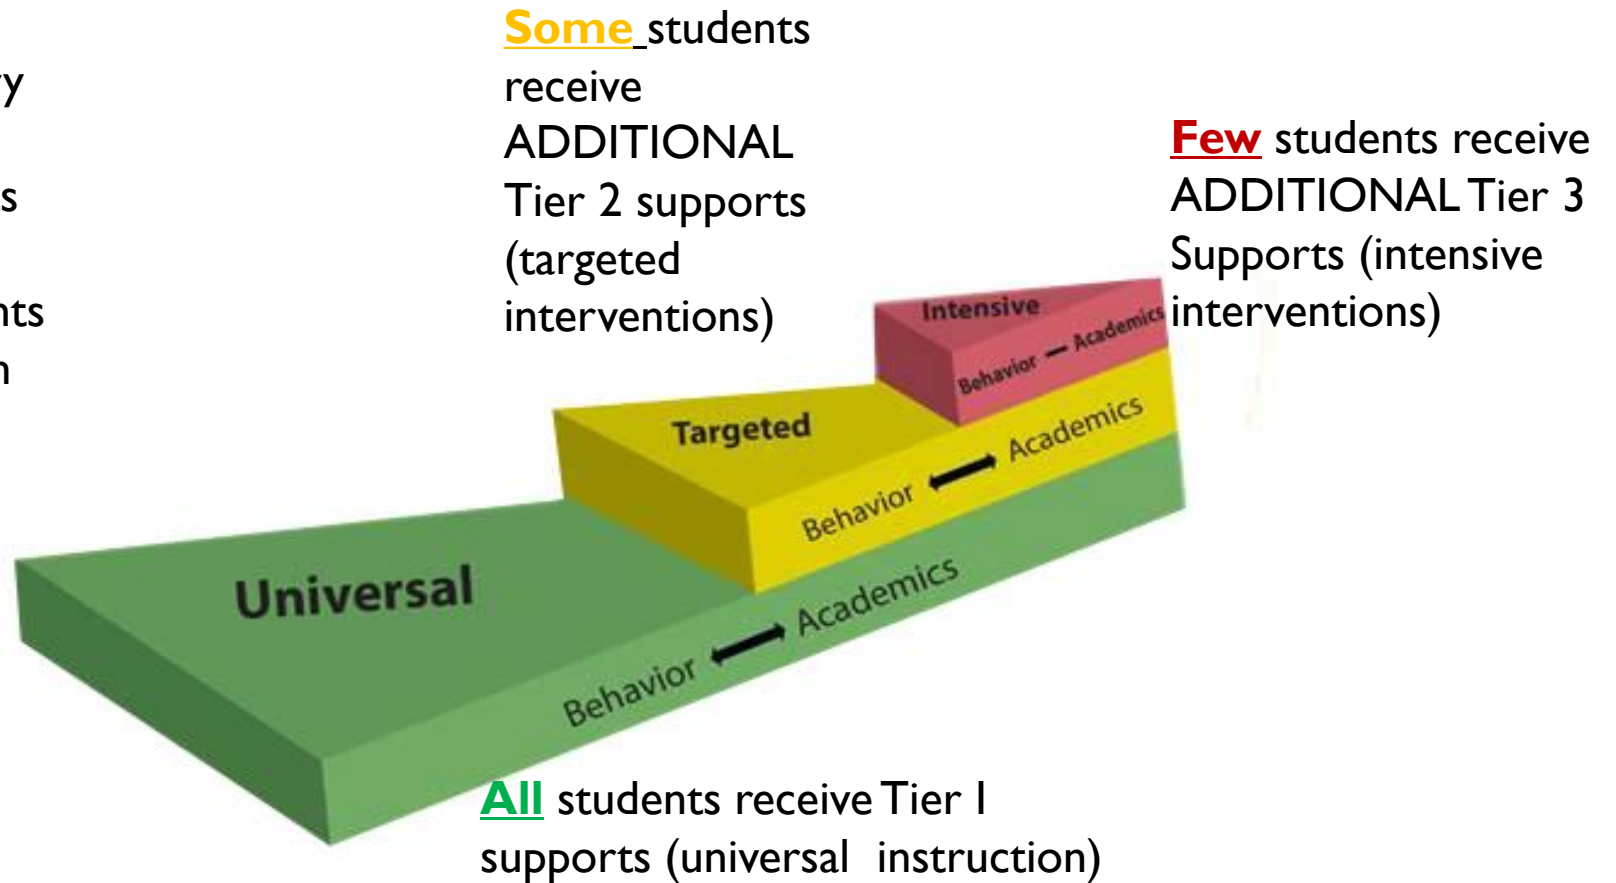 Some students
receive
ADDITIONAL
Tier 2 supports
(targeted
interventions)
Few students receive
ADDITIONAL Tier 3
Supports (intensive
interventions)
Intensive
Behavior — Academics
Targeted
Behavior ↔ Academics
Universal
Behavior ↔ Academics
All students receive Tier 1
supports (universal instruction)